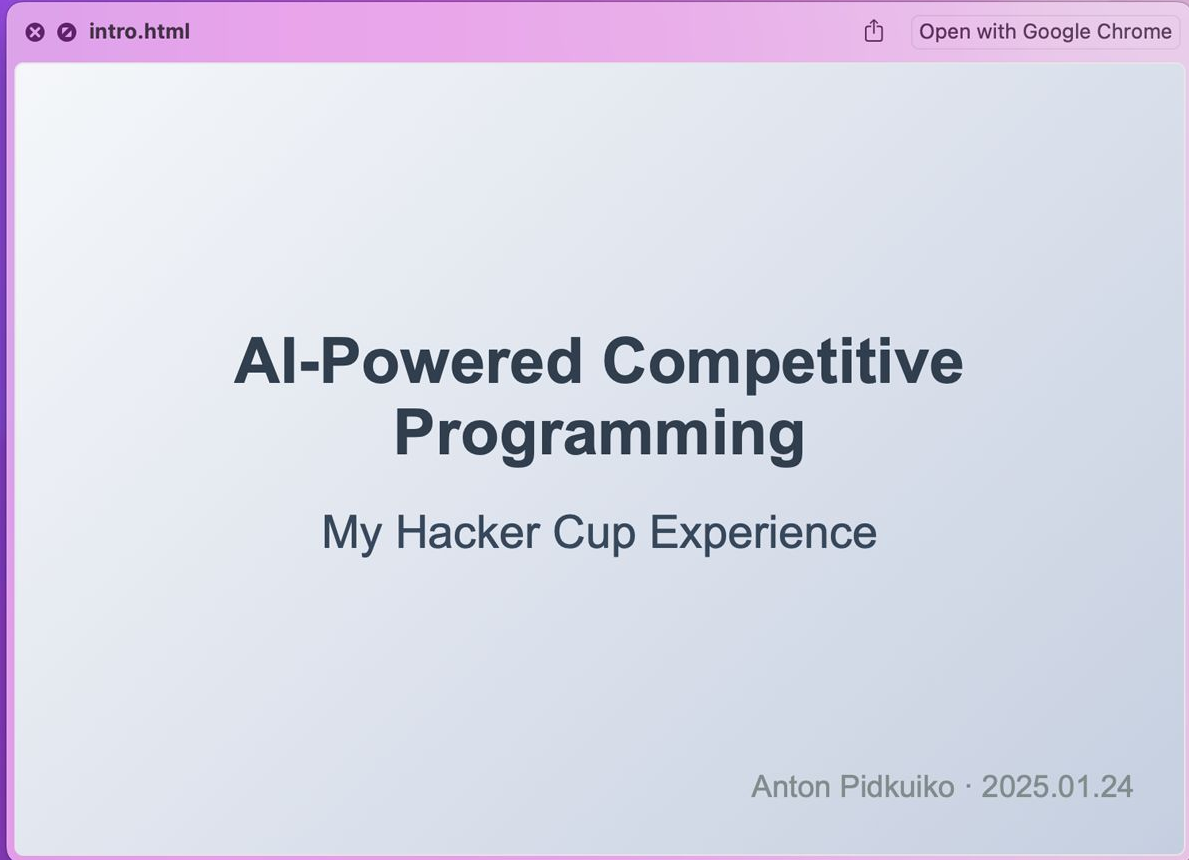 intro.html
Open with Google Chrome
AI-Powered Competitive
Programming
My Hacker Cup Experience
Anton Pidkuiko · 2025.01.24